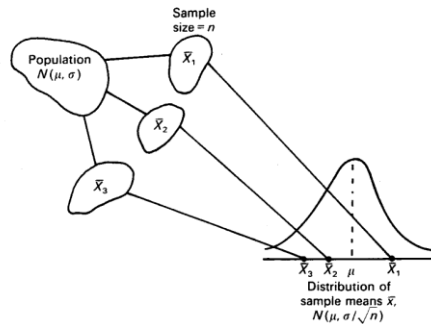 Sample
size = n
Population
N(μ, σ)
X̄₁
X̄₂
X̄₃
X̄₃ X̄₂ μ X̄₁
Distribution of
sample means x̄,
N(μ, σ/√n)